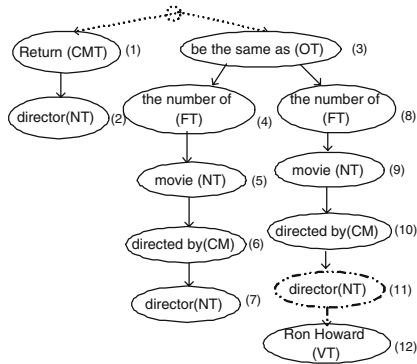 Return (CMT) (1)
be the same as (OT) (3)
director(NT) (2)
the number of
(FT) (4)
the number of
(FT) (8)
movie (NT) (5)
movie (NT) (9)
directed by(CM) (6)
directed by(CM) (10)
director(NT) (7)
director(NT) (11)
Ron Howard
(VT) (12)